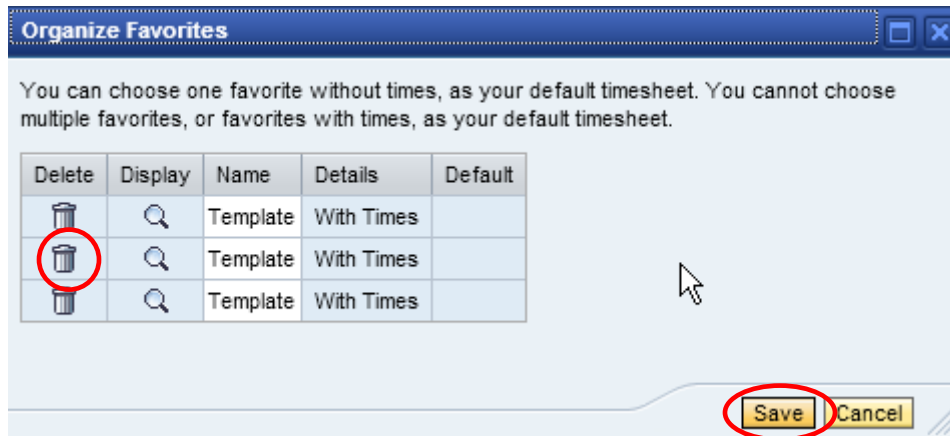 Organize Favorites
You can choose one favorite without times, as your default timesheet. You cannot choose
multiple favorites, or favorites with times, as your default timesheet.
Delete Display Name Details Default
Template With Times
Template With Times
Template With Times
Save Cancel